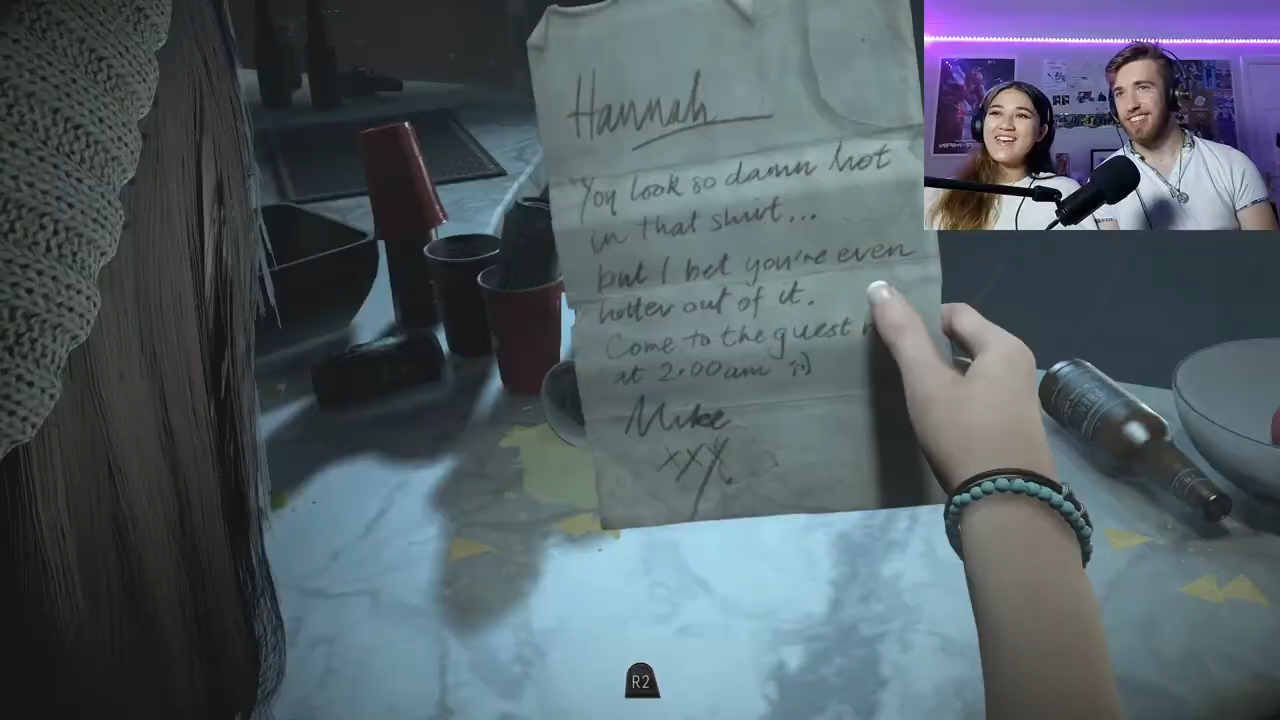 Hannah
You look so damn hot
in that shirt...
but I bet you're even
hotter out of it.
Come to the guest
at 2.00am ;)
Mike
xxx
R2